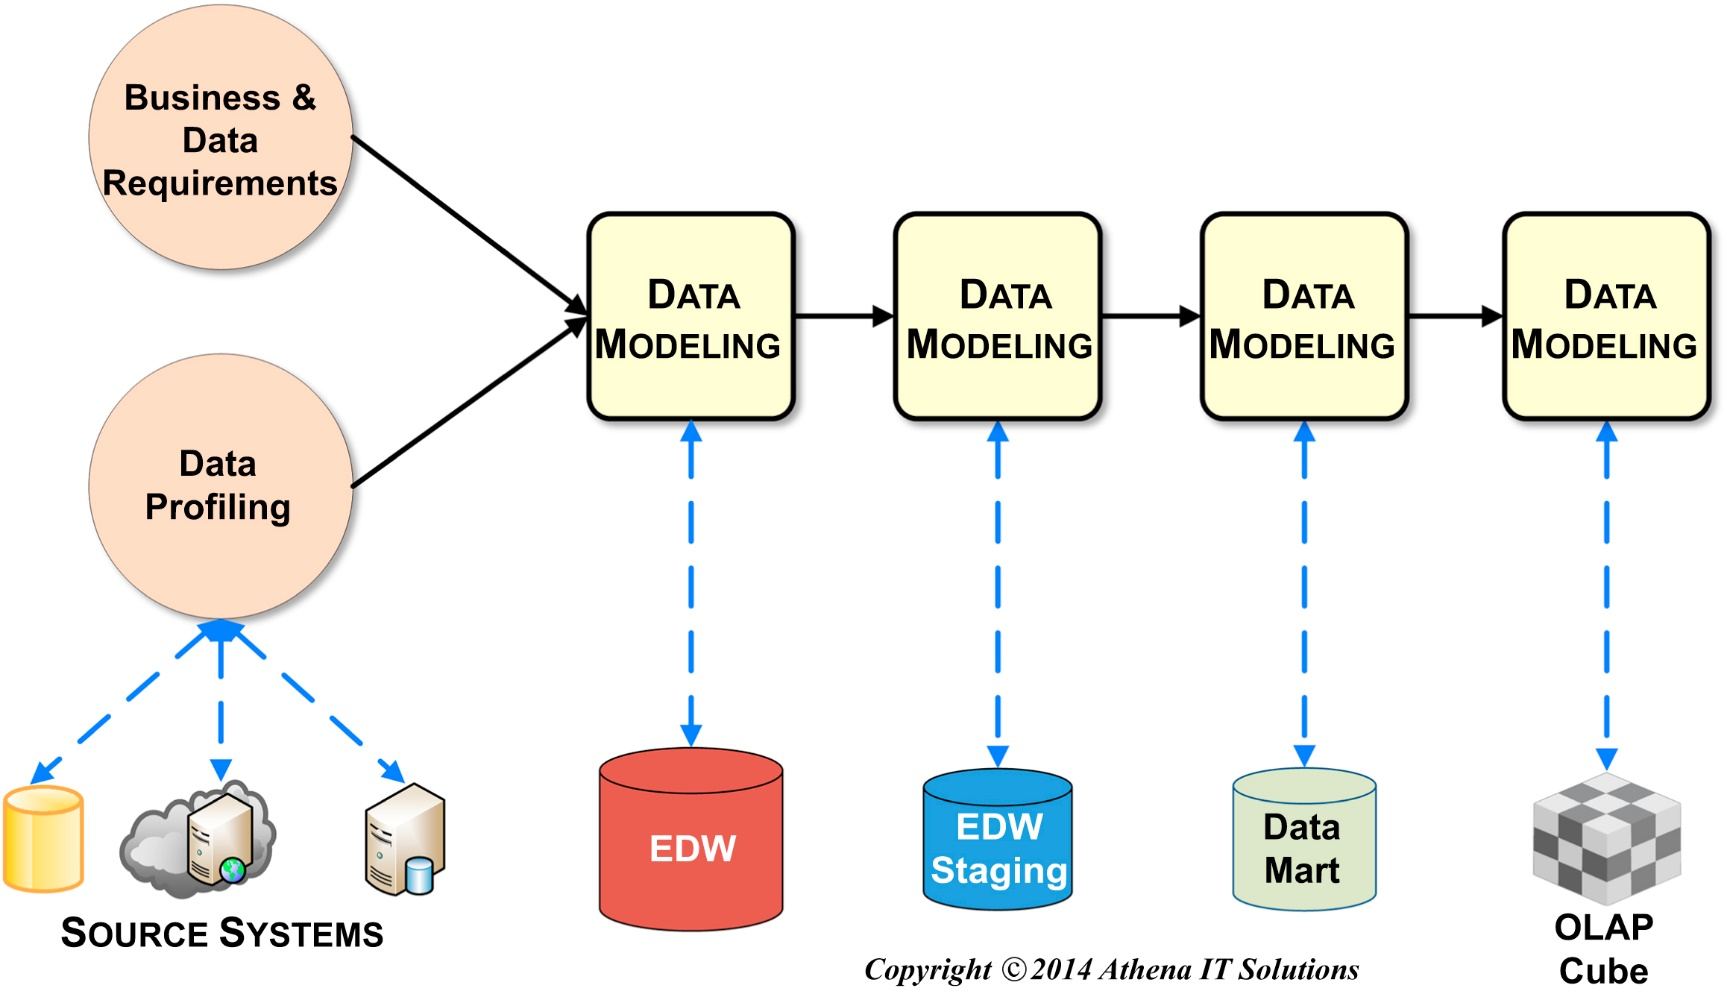 Business &
Data
Requirements
Data
Profiling
DATA
MODELING
DATA
MODELING
DATA
MODELING
DATA
MODELING
SOURCE SYSTEMS
EDW
EDW
Staging
Data
Mart
OLAP
Cube
Copyright ©2014 Athena IT Solutions